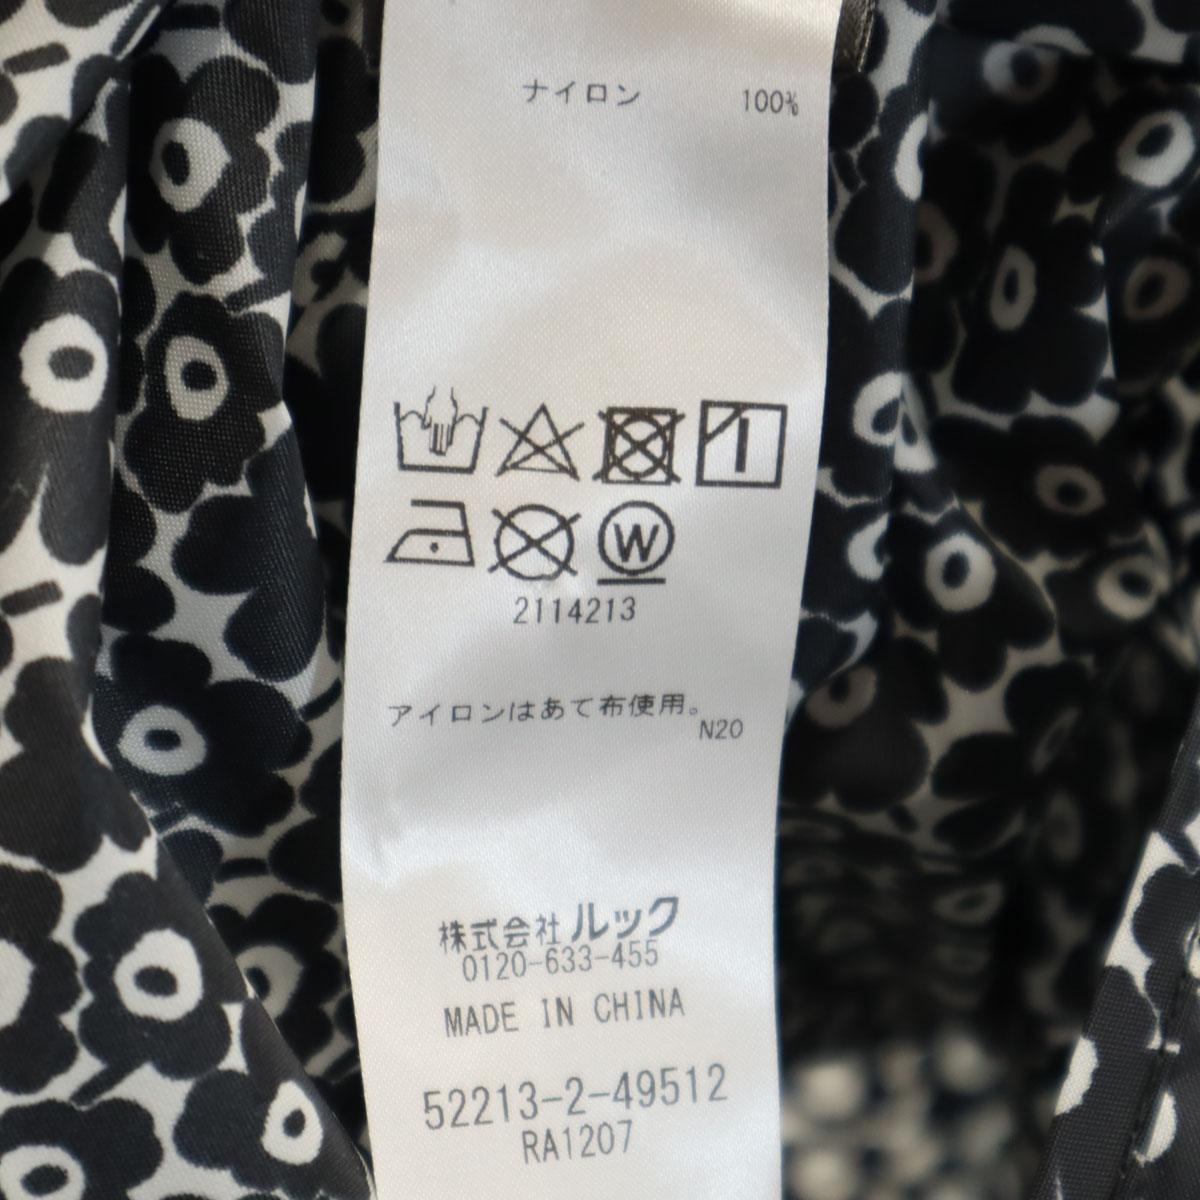 ナイロン 100%
W
2114213
アイロンはあて布使用。
N20
株式会社ルック
0120-633-455
MADE IN CHINA
52213-2-49512
RA1207